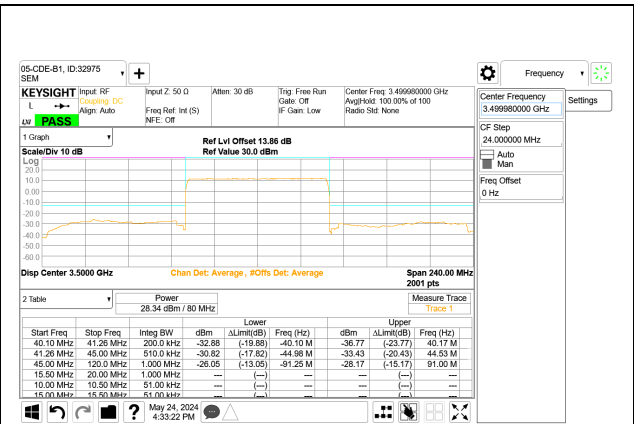 05-CDE-B1, ID:32975
SEM
Frequency
KEYSIGHT
L
PASS
Input: RF
Coupling: DC
Align: Auto
Input Z: 50 Ω
Freq Ref: Int (S)
NFE: Off
Atten: 30 dB
Trig: Free Run
Gate: Off
IF Gain: Low
Center Freq: 3.499980000 GHz
Avg|Hold: 100.00% of 100
Radio Std: None
Center Frequency
3.499980000 GHz
Settings
CF Step
24.000000 MHz
Auto
Man
Freq Offset
0 Hz
1 Graph
Scale/Div 10 dB
Ref Lvl Offset 13.86 dB
Ref Value 30.0 dBm
Log
20.0
10.0
0.00
-10.0
-20.0
-30.0
-40.0
-50.0
-60.0
Disp Center 3.5000 GHz
Chan Det: Average , #Offs Det: Average
Span 240.00 MHz
2001 pts
2 Table
Power
28.34 dBm / 80 MHz
Measure Trace
Trace 1
Lower Upper
Start Freq Stop Freq Integ BW dBm ΔLimit(dB) Freq (Hz) dBm ΔLimit(dB) Freq (Hz)
40.10 MHz 41.26 MHz 200.0 kHz -32.88 (-19.88) -40.10 M -36.77 (-23.77) 40.17 M
41.26 MHz 45.00 MHz 510.0 kHz -30.82 (-17.82) -44.98 M -33.43 (-20.43) 44.53 M
45.00 MHz 120.0 MHz 1.000 MHz -26.05 (-13.05) -91.25 M -28.17 (-15.17) 91.00 M
15.50 MHz 20.00 MHz 1.000 MHz --- (---) --- --- (---) ---
10.00 MHz 10.50 MHz 51.00 kHz --- (---) --- --- (---) ---
15.00 MHz 15.50 MHz 51.00 kHz --- (---) --- --- (---) ---
May 24, 2024
4:33:22 PM